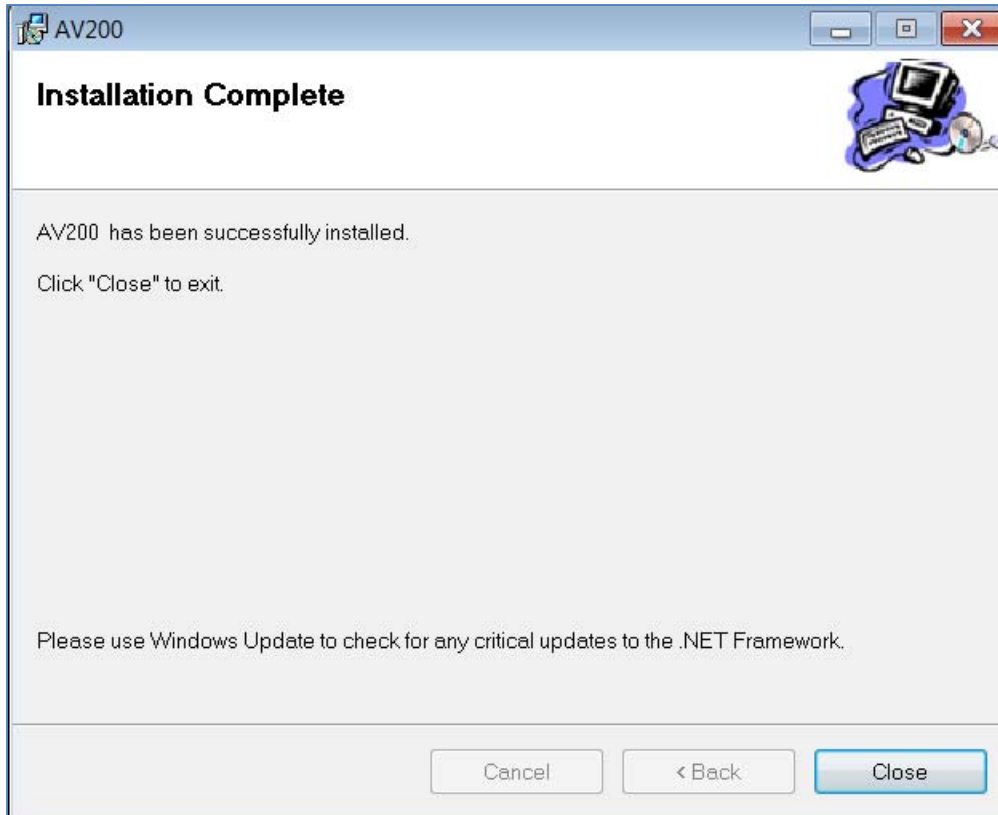 AV200
Installation Complete
AV200 has been successfully installed.
Click "Close" to exit.
Please use Windows Update to check for any critical updates to the .NET Framework.
Cancel
< Back
Close